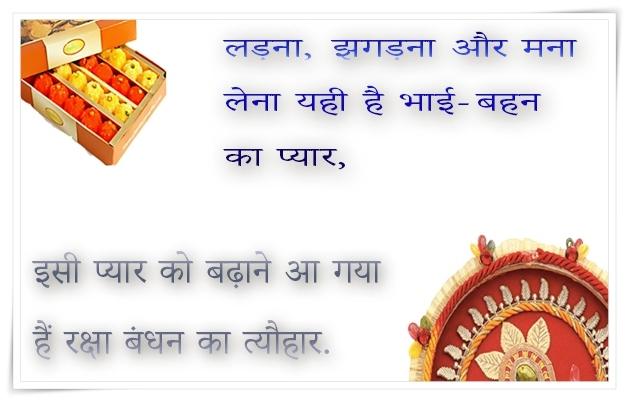 लड़ना, झगड़ना और मना
लेना यही है भाई-बहन
का प्यार,
इसी प्यार को बढ़ाने आ गया
हैं रक्षा बंधन का त्यौहार.